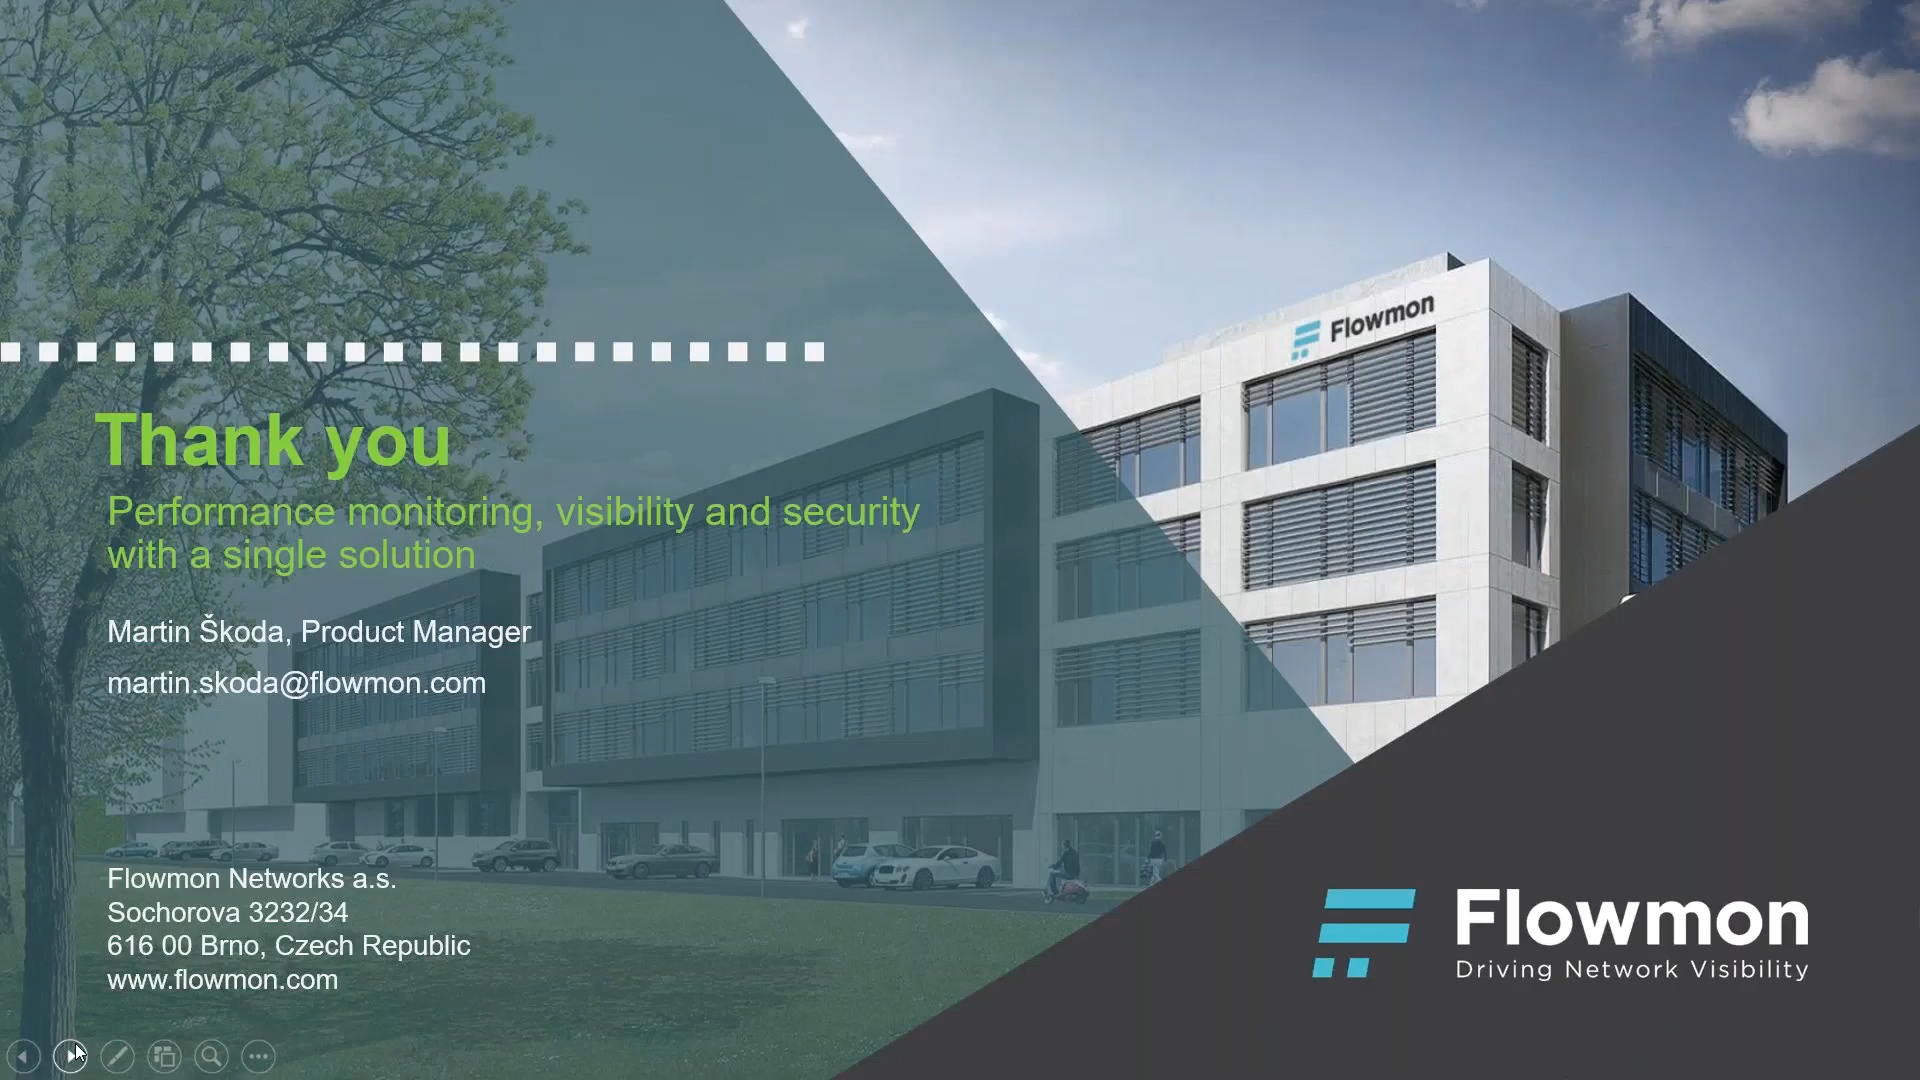 Flowmon
Thank you
Performance monitoring, visibility and security
with a single solution
Martin Škoda, Product Manager
martin.skoda@flowmon.com
Flowmon Networks a.s.
Sochorova 3232/34
616 00 Brno, Czech Republic
www.flowmon.com
Flowmon
Driving Network Visibility